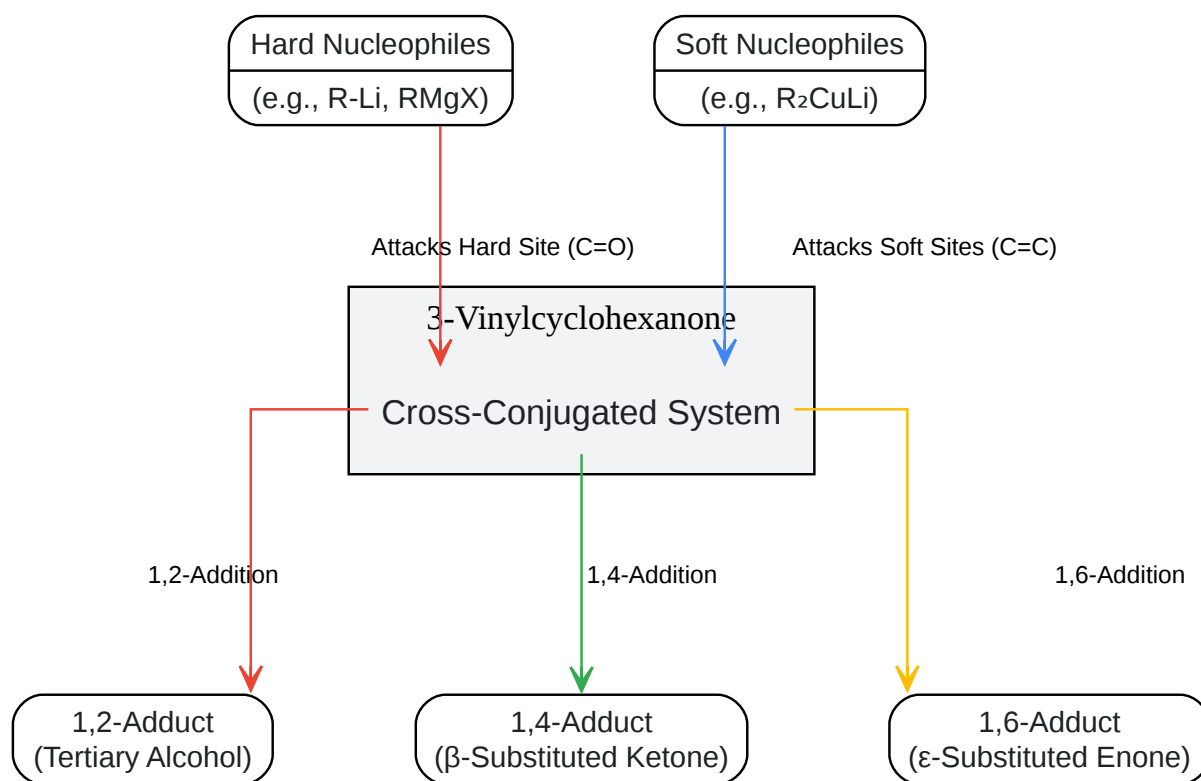 Hard Nucleophiles
(e.g., R-Li, RMgX)
Soft Nucleophiles
(e.g., R₂CuLi)
Attacks Hard Site (C=O)
Attacks Soft Sites (C=C)
3-Vinylcyclohexanone
Cross-Conjugated System
1,2-Addition
1,4-Addition
1,6-Addition
1,2-Adduct
(Tertiary Alcohol)
1,4-Adduct
(β-Substituted Ketone)
1,6-Adduct
(ε-Substituted Enone)